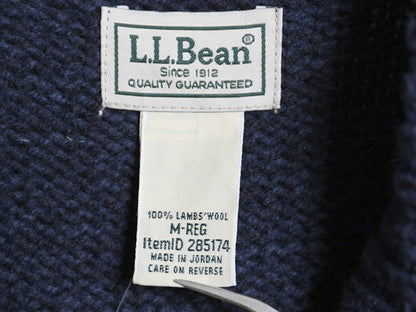 L.L.Bean®
Since 1912
QUALITY GUARANTEED
100% LAMBS' WOOL
M-REG
ItemID 285174
MADE IN JORDAN
CARE ON REVERSE